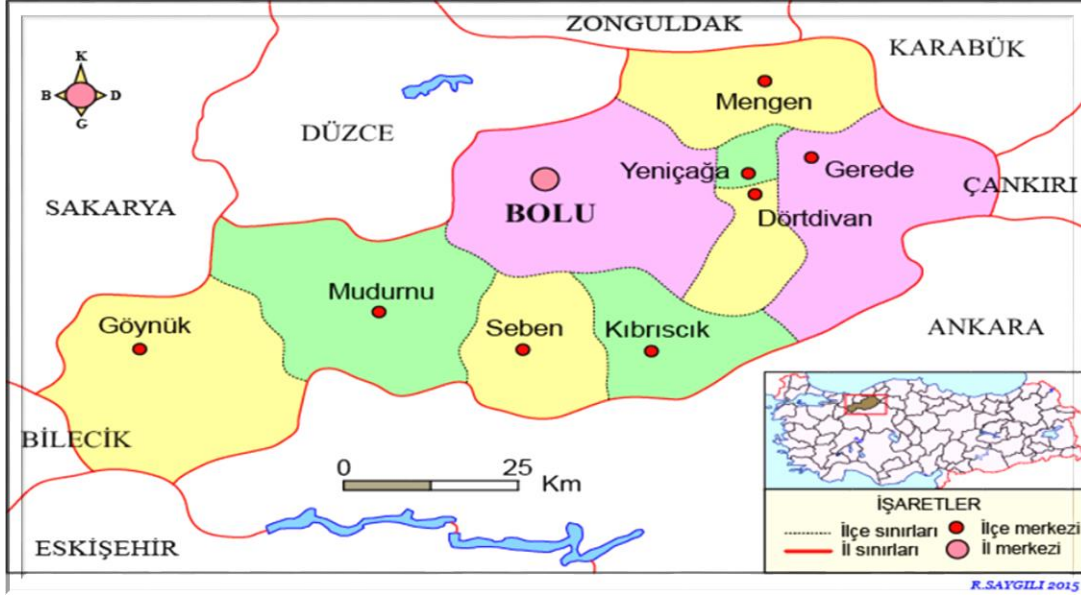 ZONGULDAK
KARABÜK
K
B D
G
Mengen
DÜZCE
Yeniçağa
Gerede
ÇANKIRI
SAKARYA
BOLU
Dörtdivan
Mudurnu
Göynük
Seben
Kıbrıscık
ANKARA
BİLECİK
0 25
Km
ESKİŞEHİR
İŞARETLER
İlçe sınırları
İlçe merkezi
İl sınırları
İl merkezi
R.SAYGILI 2015